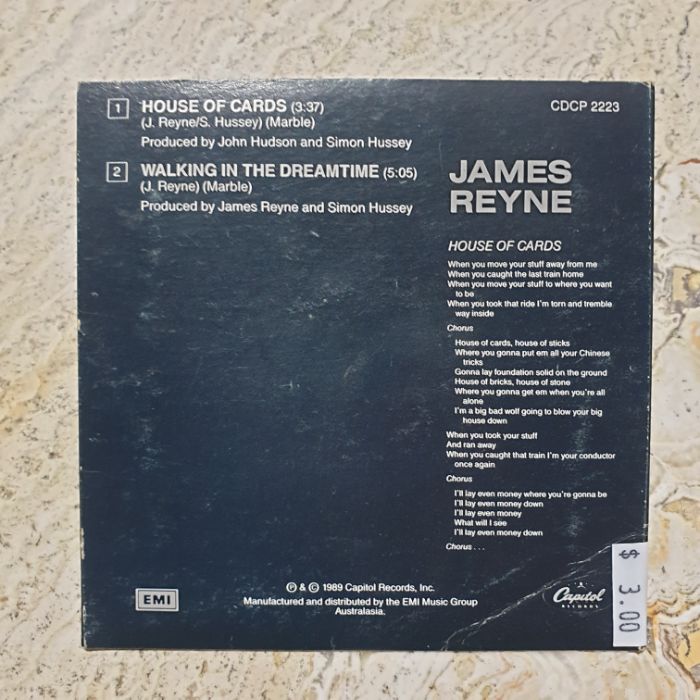 1 HOUSE OF CARDS (3:37)
(J. Reyne/S. Hussey) (Marble)
Produced by John Hudson and Simon Hussey
2 WALKING IN THE DREAMTIME (5:05)
(J. Reyne) (Marble)
Produced by James Reyne and Simon Hussey
CDCP 2223
JAMES
REYNE
HOUSE OF CARDS
When you move your stuff away from me
When you caught the last train home
When you move your stuff to where you want
to be
When you took that ride I'm torn and tremble
way inside
Chorus
House of cards, house of sticks
Where you gonna put em all your Chinese
tricks
Gonna lay foundation solid on the ground
House of bricks, house of stone
Where you gonna get em when you're all
alone
I'm a big bad wolf going to blow your big
house down
When you took your stuff
And ran away
When you caught that train I'm your conductor
once again
Chorus
I'll lay even money where you're gonna be
I'll lay even money down
I'll lay even money
What will I see
I'll lay even money down
Chorus . . .
EMI
℗ & © 1989 Capitol Records, Inc.
Manufactured and distributed by the EMI Music Group
Australasia.
Capitol
RECORDS
$ 3.00